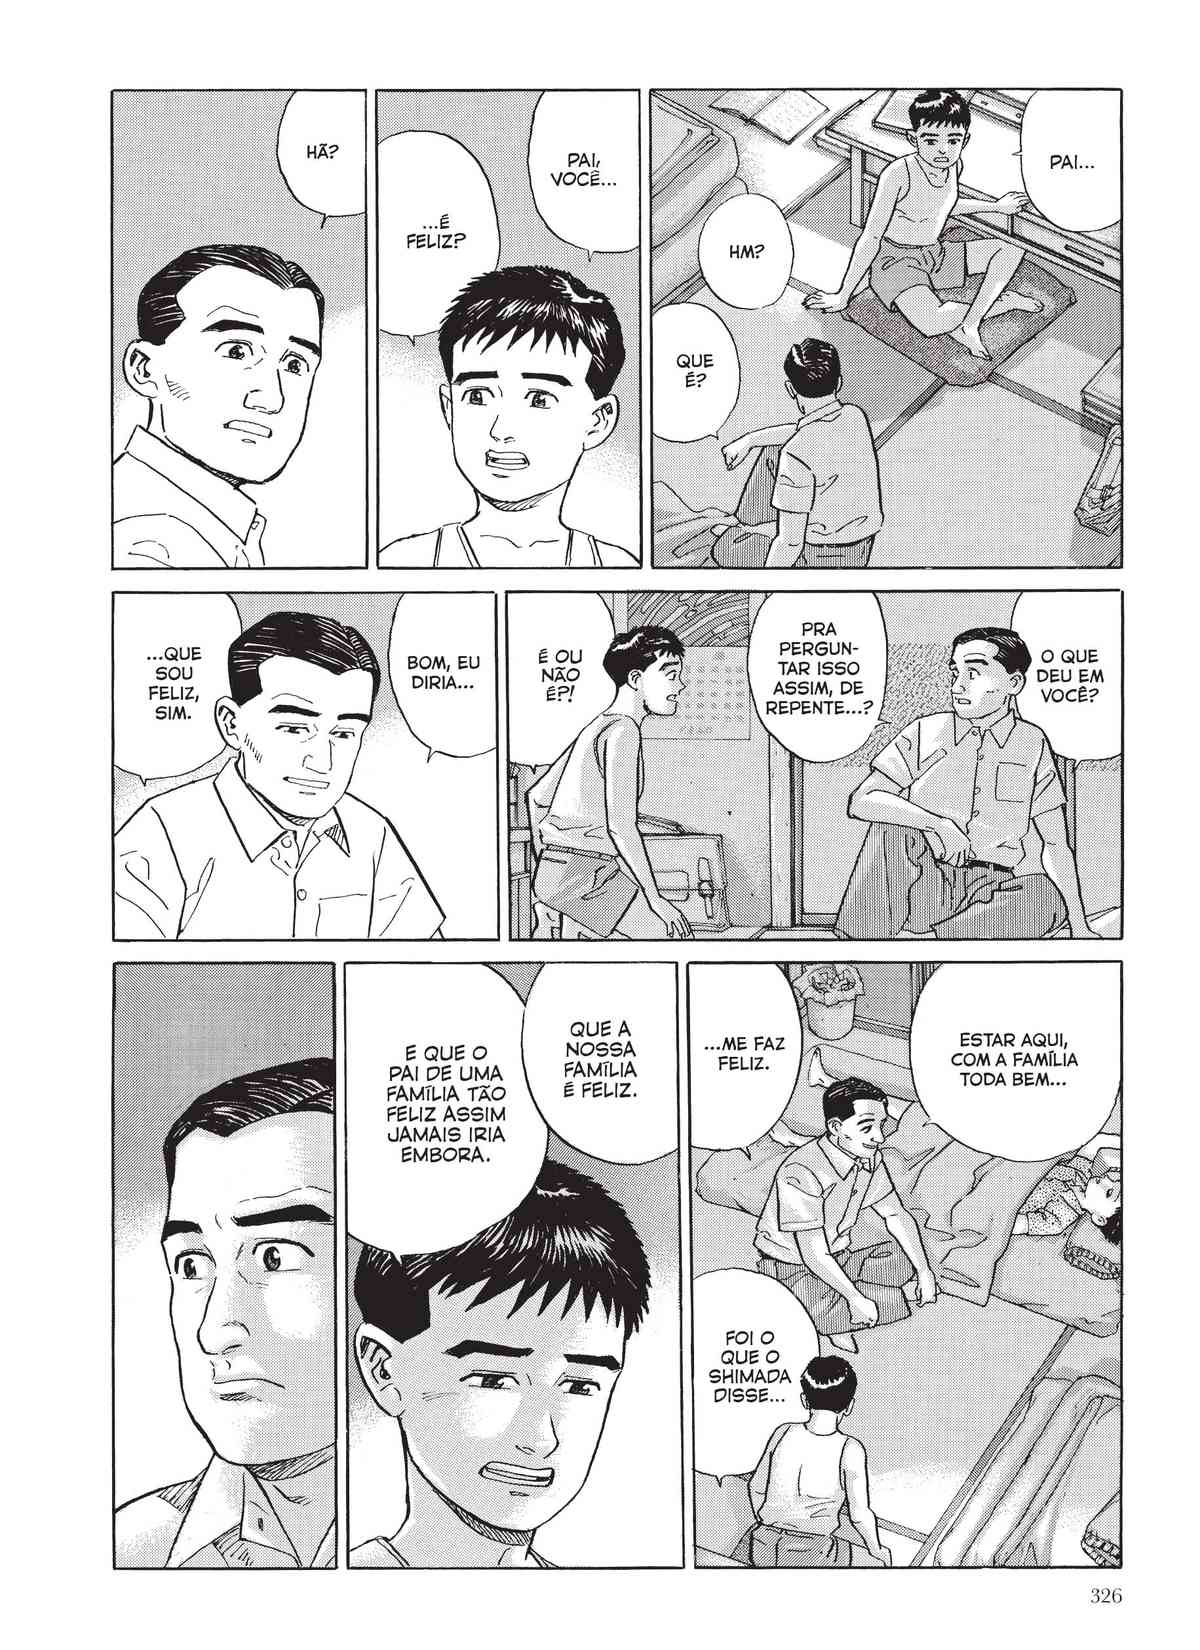 PAI...
HM?
QUE
É?
PAI,
VOCÊ...
...É
FELIZ?
HÃ?
O QUE
DEU EM
VOCÊ?
PRA
PERGUN-
TAR ISSO
ASSIM, DE
REPENTE...?
É OU
NÃO
É?!
BOM, EU
DIRIA...
...QUE
SOU
FELIZ,
SIM.
ESTAR AQUI,
COM A FAMÍLIA
TODA BEM...
...ME FAZ
FELIZ.
FOI O
QUE O
SHIMADA
DISSE...
QUE A
NOSSA
FAMÍLIA
É FELIZ.
E QUE O
PAI DE UMA
FAMÍLIA TÃO
FELIZ ASSIM
JAMAIS IRIA
EMBORA.
326